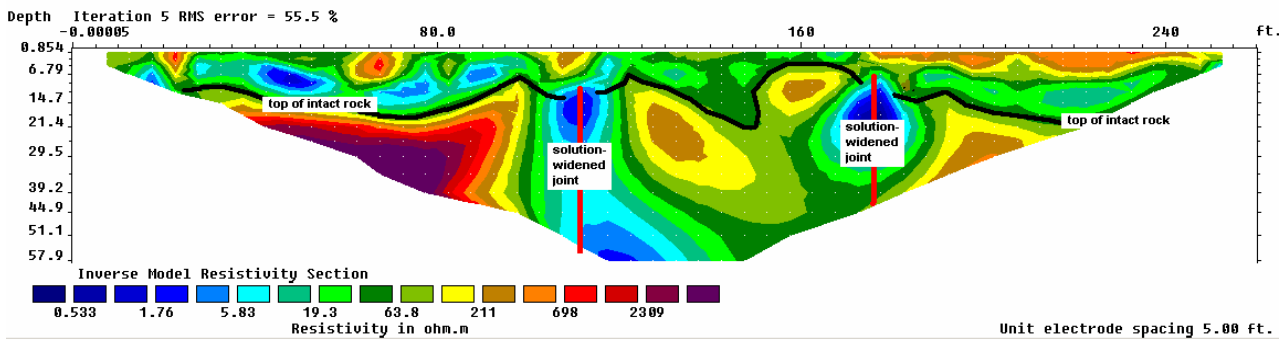 Depth Iteration 5 RMS error = 55.5 %
-0.00005 80.0 160 240 ft.
0.854
6.79
14.7
21.4
29.5
39.2
44.9
51.1
57.9
top of intact rock
solution-
widened
joint
solution-
widened
joint
top of intact rock
Inverse Model Resistivity Section
0.533 1.76 5.83 19.3 63.8 211 698 2309
Resistivity in ohm.m
Unit electrode spacing 5.00 ft.